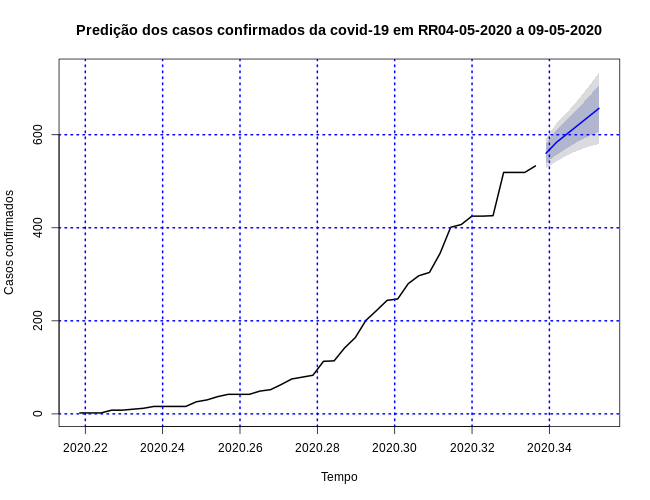 Predição dos casos confirmados da covid-19 em RR04-05-2020 a 09-05-2020
Casos confirmados
600
400
200
0
2020.22 2020.24 2020.26 2020.28 2020.30 2020.32 2020.34
Tempo